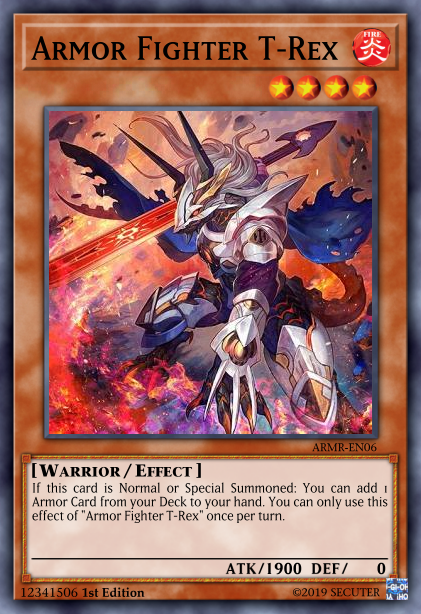 Armor Fighter T-Rex
FIRE
炎
ARMR-EN06
[Warrior/Effect]
If this card is Normal or Special Summoned: You can add 1
Armor Card from your Deck to your hand. You can only use this
effect of "Armor Fighter T-Rex" once per turn.
ATK/1900 DEF/ 0
12341506 1st Edition
©2019 SECUTER